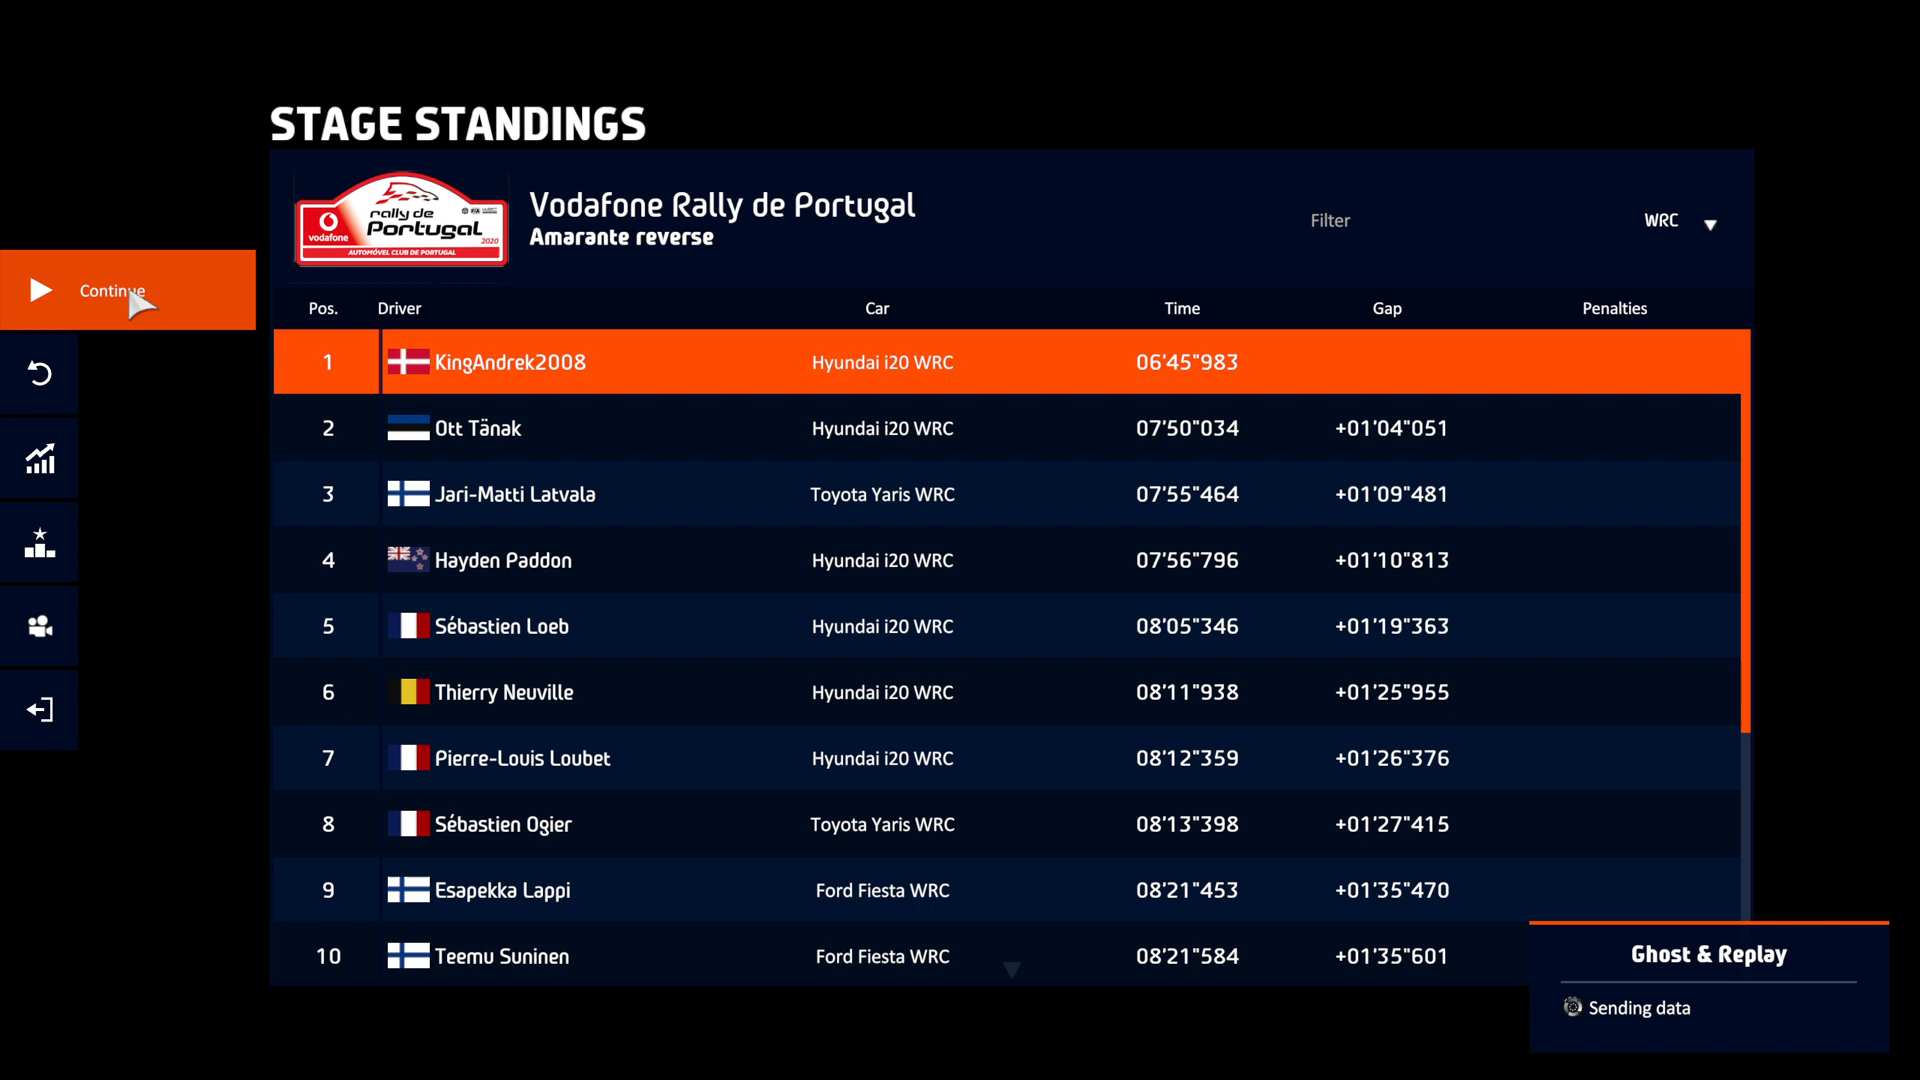 STAGE STANDINGS
vodafone
rally de
Portugal
2020
AUTOMÓVEL CLUB DE PORTUGAL
Vodafone Rally de Portugal
Amarante reverse
Filter WRC
Continue
Pos. Driver Car Time Gap Penalties
1 KingAndrek2008 Hyundai i20 WRC 06'45"983
2 Ott Tänak Hyundai i20 WRC 07'50"034 +01'04"051
3 Jari-Matti Latvala Toyota Yaris WRC 07'55"464 +01'09"481
4 Hayden Paddon Hyundai i20 WRC 07'56"796 +01'10"813
5 Sébastien Loeb Hyundai i20 WRC 08'05"346 +01'19"363
6 Thierry Neuville Hyundai i20 WRC 08'11"938 +01'25"955
7 Pierre-Louis Loubet Hyundai i20 WRC 08'12"359 +01'26"376
8 Sébastien Ogier Toyota Yaris WRC 08'13"398 +01'27"415
9 Esapekka Lappi Ford Fiesta WRC 08'21"453 +01'35"470
10 Teemu Suninen Ford Fiesta WRC 08'21"584 +01'35"601
Ghost & Replay
Sending data